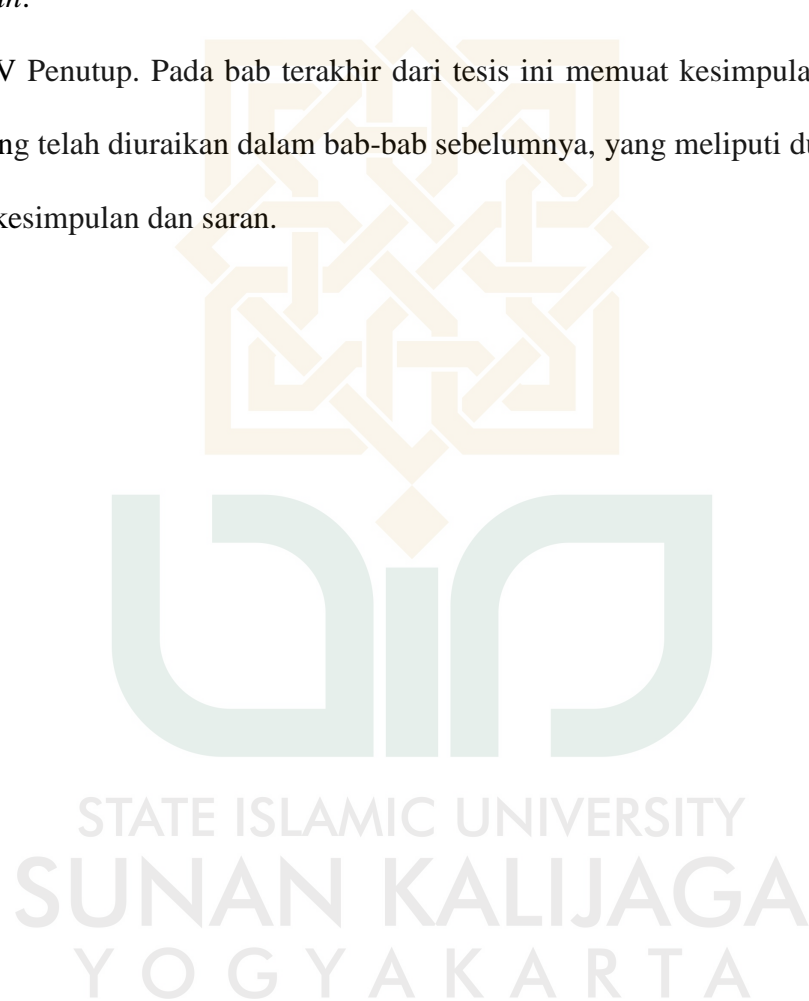 n.
V Penutup. Pada bab terakhir dari tesis ini memuat kesimpula
ng telah diuraikan dalam bab-bab sebelumnya, yang meliputi du
kesimpulan dan saran.
STATE ISLAMIC UNIVERSITY
SUNAN KALIJAGA
YOGYAKARTA